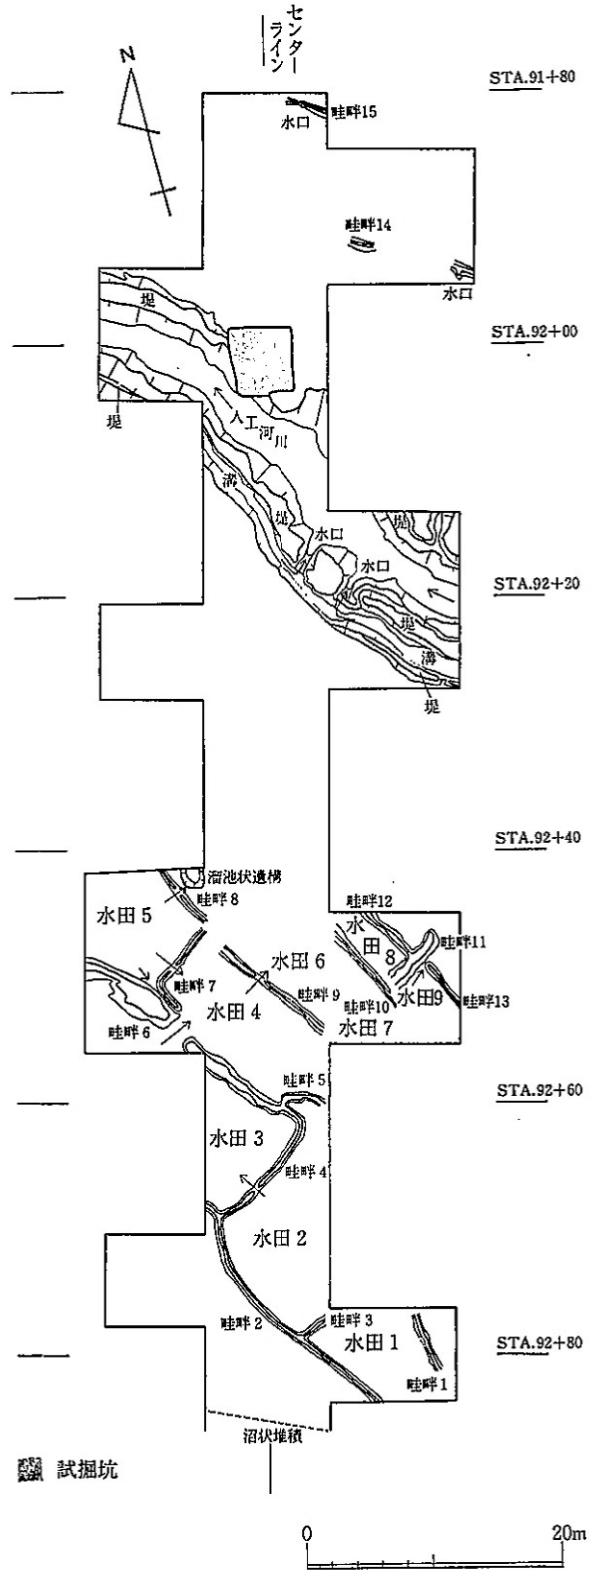 センター
ライン
N
STA.91+80
畦畔15
水口
畦畔14
水口
堤
STA.92+00
堤
人工河川
溝
堤
水口
水口
堤
STA.92+20
堤
溝
堤
STA.92+40
溜池状遺構
畦畔8
水田5
畦畔12
水田8
畦畔11
水田6
畦畔7
畦畔9
水田4
畦畔10
水田9
畦畔13
畦畔6
水田7
畦畔5
STA.92+60
水田3
畦畔4
水田2
畦畔2
畦畔3
水田1
STA.92+80
畦畔1
沼状堆積
試掘坑
0
20m